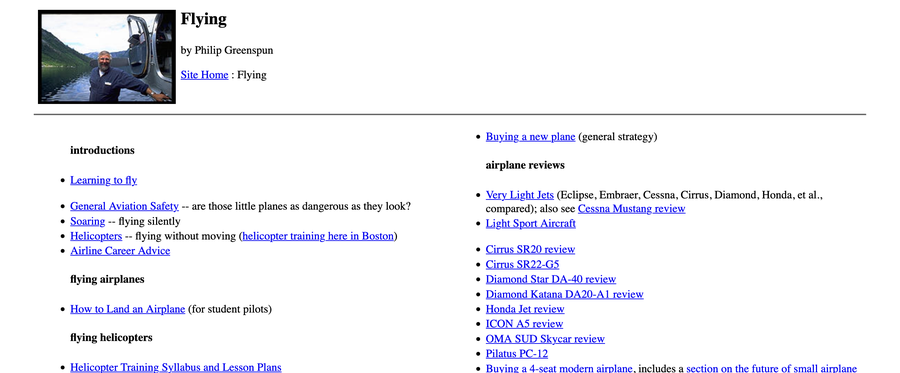 Flying
by Philip Greenspun
Site Home : Flying
introductions
Learning to fly
General Aviation Safety -- are those little planes as dangerous as they look?
Soaring -- flying silently
Helicopters -- flying without moving (helicopter training here in Boston)
Airline Career Advice
flying airplanes
How to Land an Airplane (for student pilots)
flying helicopters
Helicopter Training Syllabus and Lesson Plans
Buying a new plane (general strategy)
airplane reviews
Very Light Jets (Eclipse, Embraer, Cessna, Cirrus, Diamond, Honda, et al.,
compared); also see Cessna Mustang review
Light Sport Aircraft
Cirrus SR20 review
Cirrus SR22-G5
Diamond Star DA-40 review
Diamond Katana DA20-A1 review
Honda Jet review
ICON A5 review
OMA SUD Skycar review
Pilatus PC-12
Buying a 4-seat modern airplane, includes a section on the future of small airplane